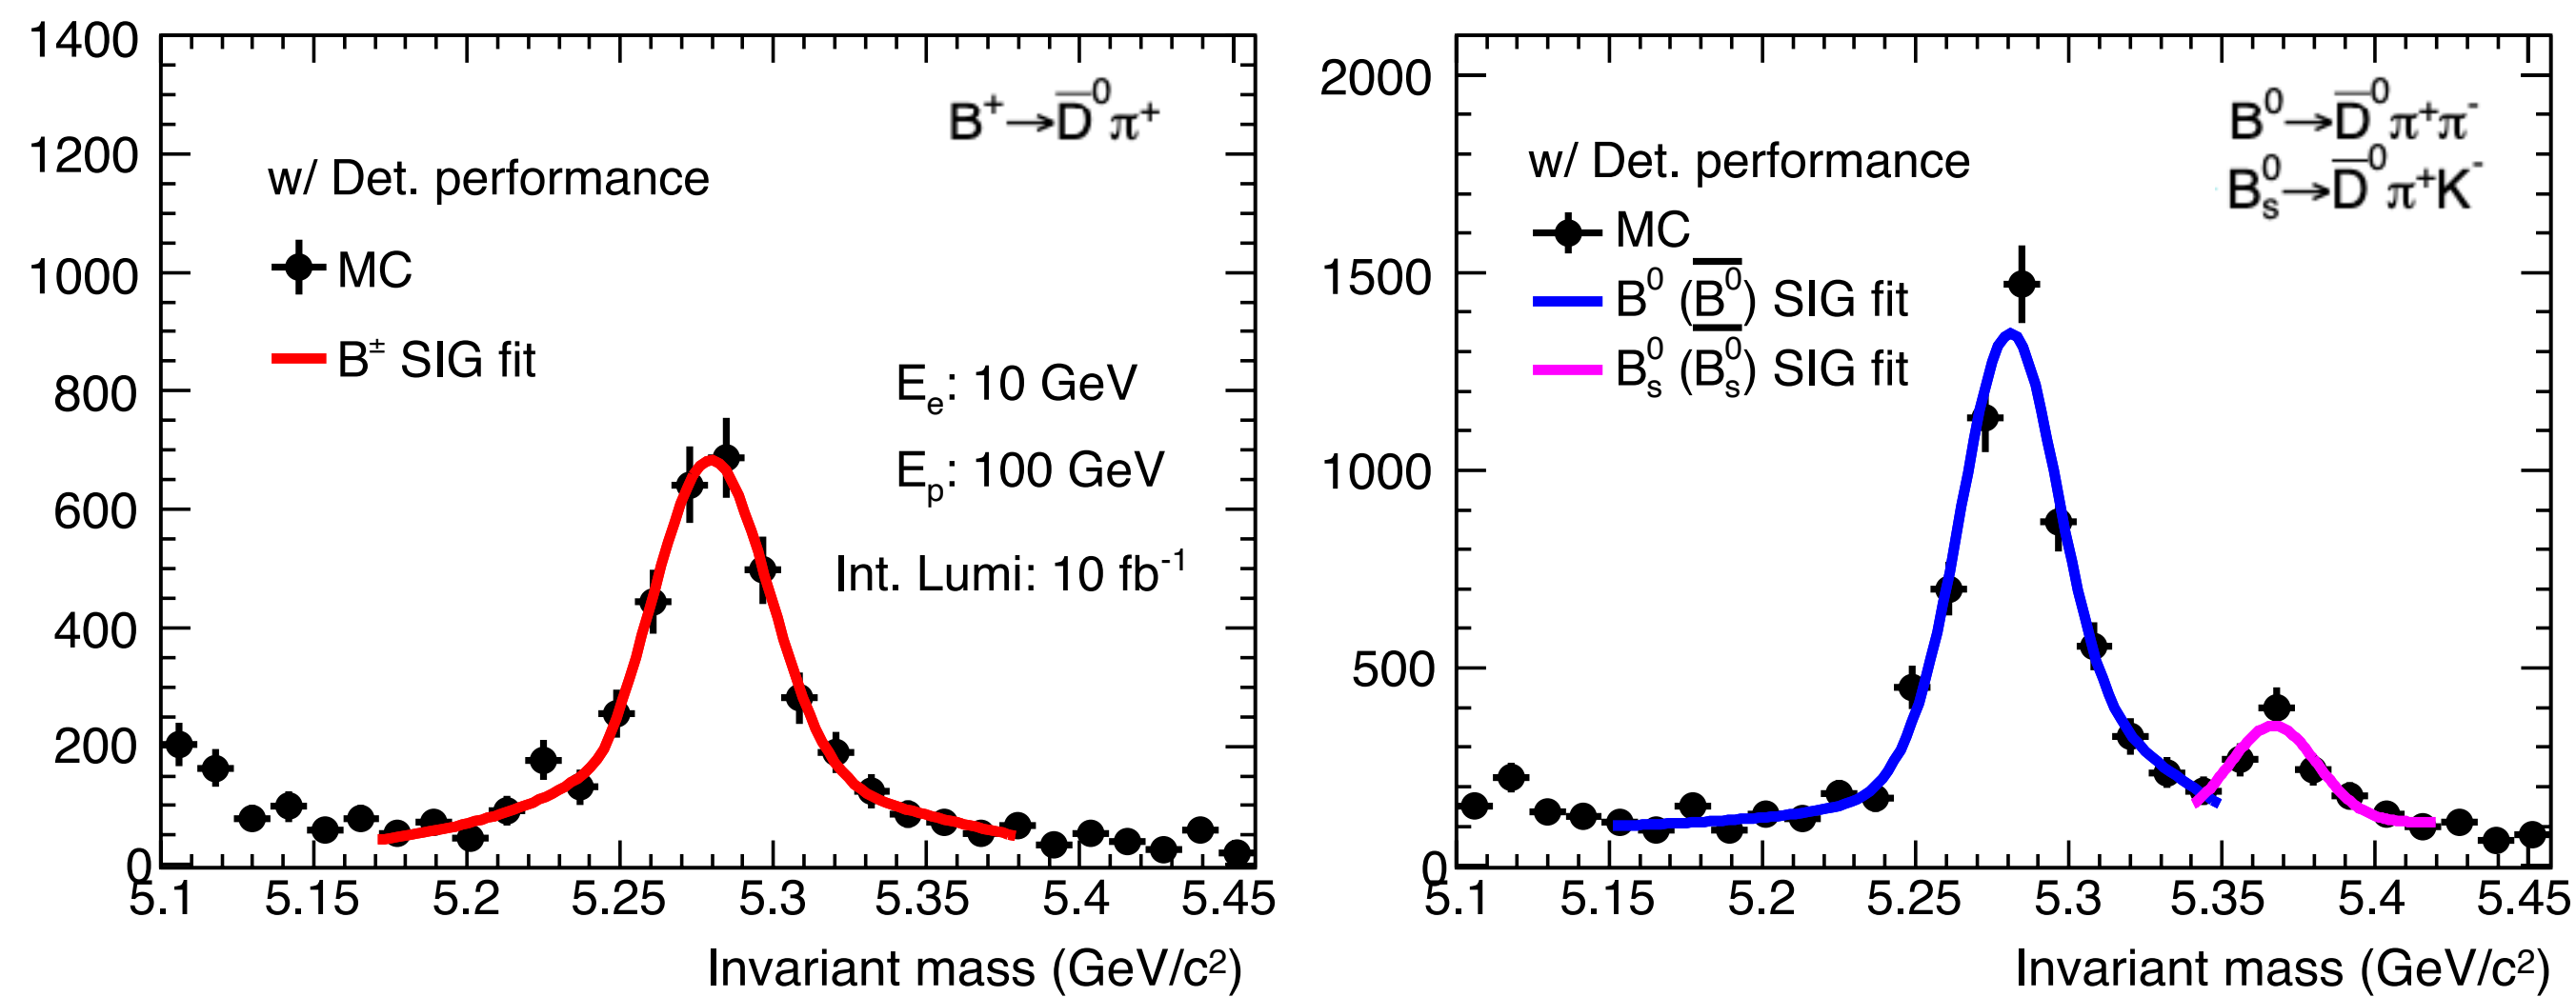 1400
1200
1000
800
600
400
200
0
B⁺→D̅⁰π⁺
w/ Det. performance
MC
B± SIG fit
Eₑ: 10 GeV
Eₚ: 100 GeV
Int. Lumi: 10 fb⁻¹
5.1 5.15 5.2 5.25 5.3 5.35 5.4 5.45
Invariant mass (GeV/c²)
2000
1500
1000
500
0
B⁰→D̅⁰π⁺π⁻
Bₛ⁰→D̅⁰π⁺K⁻
w/ Det. performance
MC
B⁰ (B̅⁰) SIG fit
Bₛ⁰ (B̅ₛ⁰) SIG fit
5.1 5.15 5.2 5.25 5.3 5.35 5.4 5.45
Invariant mass (GeV/c²)